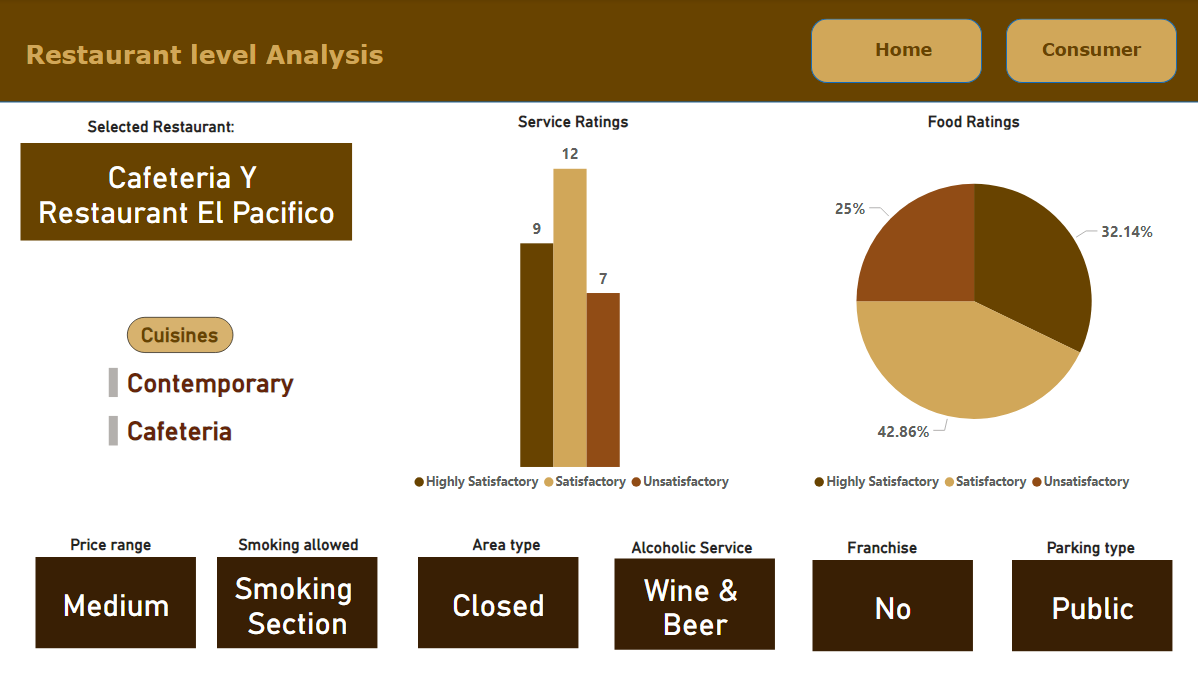 Restaurant level Analysis
Home
Consumer
Selected Restaurant:
Cafeteria Y
Restaurant El Pacifico
Cuisines
Contemporary
Cafeteria
Service Ratings
12
9
7
Highly Satisfactory Satisfactory Unsatisfactory
Food Ratings
25%
32.14%
42.86%
Highly Satisfactory Satisfactory Unsatisfactory
Price range
Medium
Smoking allowed
Smoking
Section
Area type
Closed
Alcoholic Service
Wine &
Beer
Franchise
No
Parking type
Public